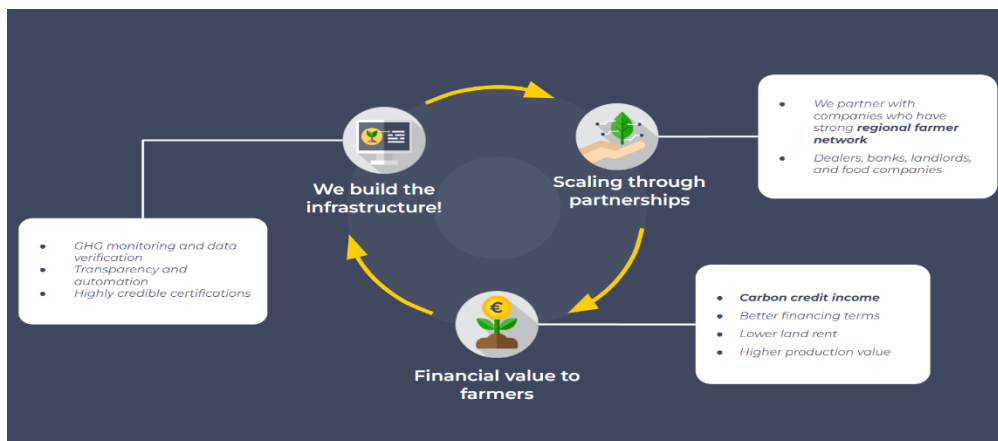 We build the
infrastructure!
● GHG monitoring and data
verification
● Transparency and
automation
● Highly credible certifications
Scaling through
partnerships
● We partner with
companies who have
strong regional farmer
network
● Dealers, banks, landlords,
and food companies
€
Financial value to
farmers
● Carbon credit income
● Better financing terms
● Lower land rent
● Higher production value